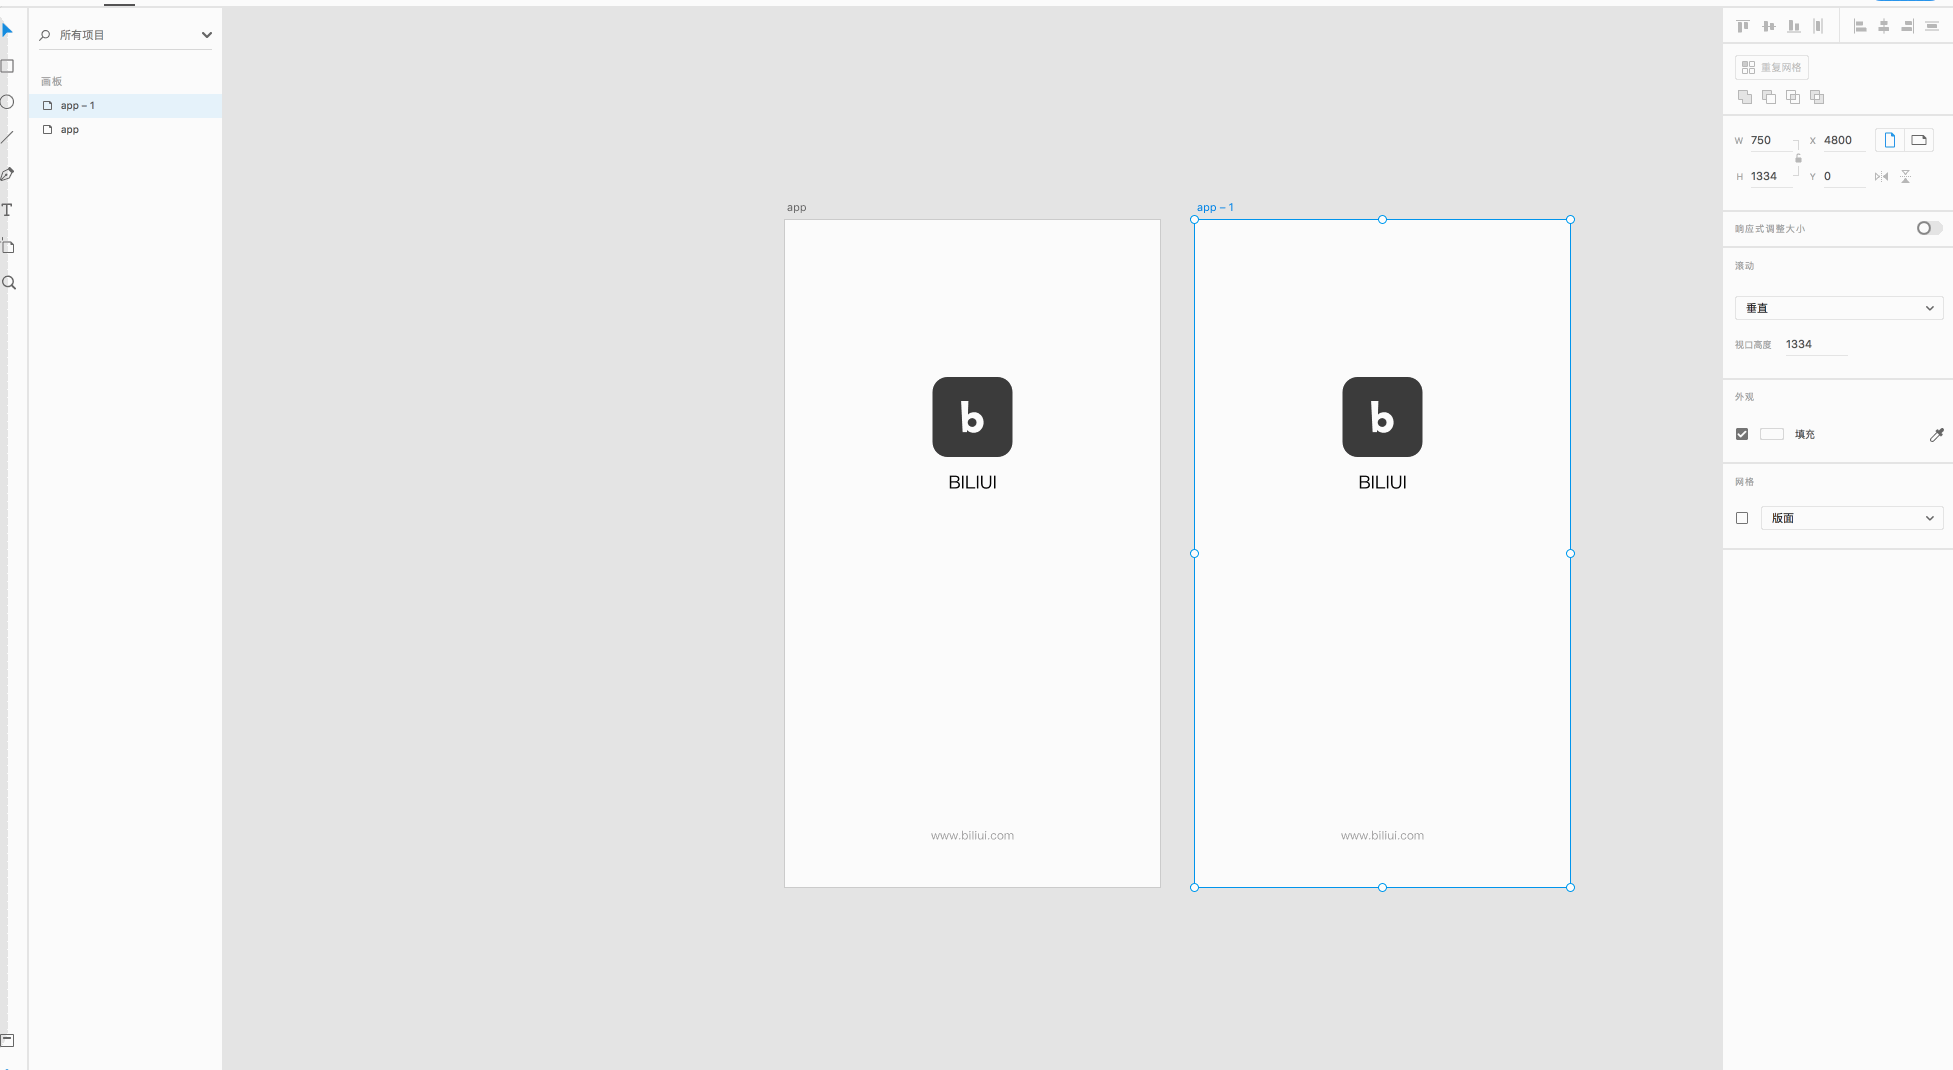 所有项目
画板
app – 1
app
app
b
BILIUI
www.biliui.com
app – 1
b
BILIUI
www.biliui.com
重复网格
W 750 X 4800
H 1334 Y 0
响应式调整大小
滚动
垂直
视口高度 1334
外观
填充
网格
版面